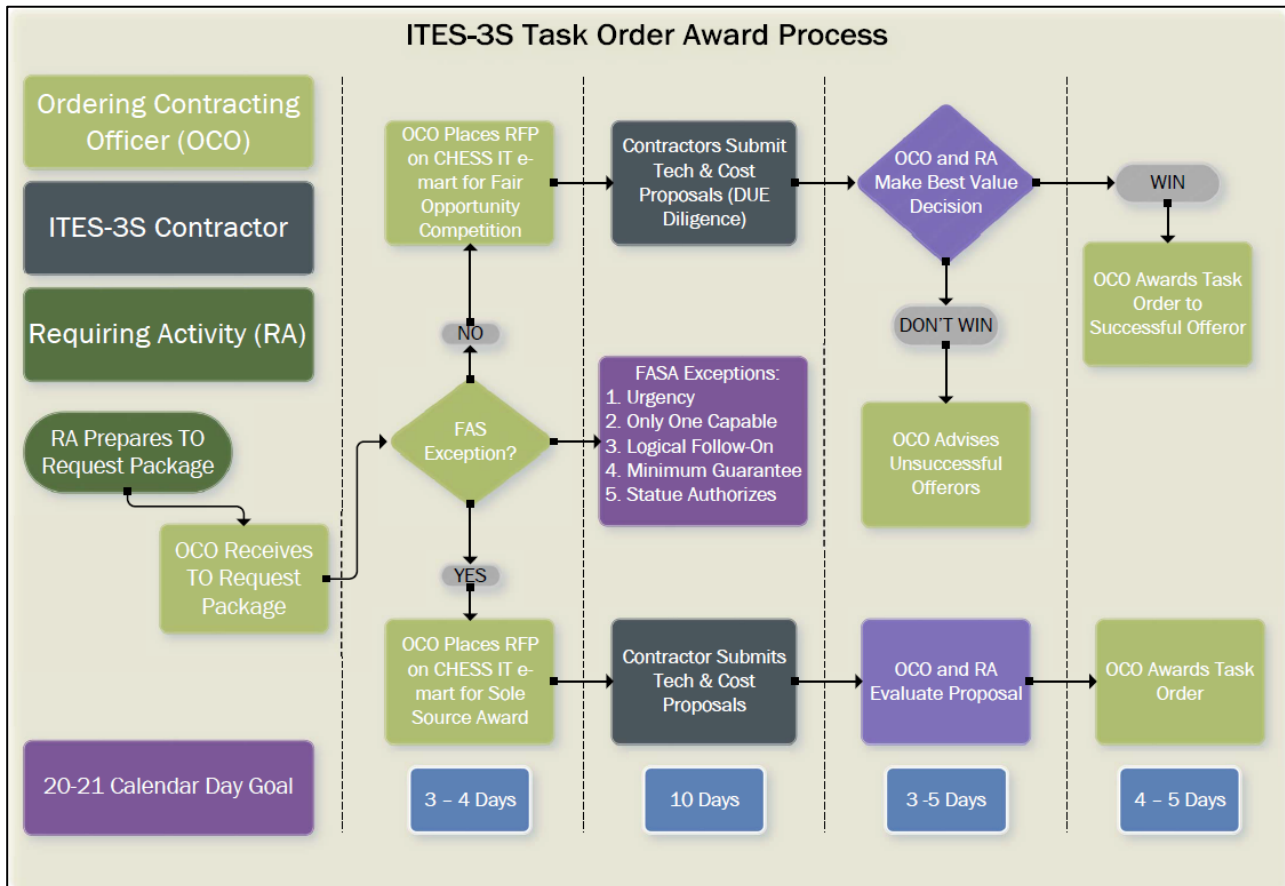 ITES-3S Task Order Award Process
Ordering Contracting
Officer (OCO)
ITES-3S Contractor
Requiring Activity (RA)
RA Prepares TO
Request Package
OCO Receives
TO Request
Package
20-21 Calendar Day Goal
OCO Places RFP
on CHESS IT e-
mart for Fair
Opportunity
Competition
NO
FAS
Exception?
YES
OCO Places RFP
on CHESS IT e-
mart for Sole
Source Award
3 – 4 Days
Contractors Submit
Tech & Cost
Proposals (DUE
Diligence)
FASA Exceptions:
1. Urgency
2. Only One Capable
3. Logical Follow-On
4. Minimum Guarantee
5. Statue Authorizes
Contractor Submits
Tech & Cost
Proposals
10 Days
OCO and RA
Make Best Value
Decision
DON'T WIN
OCO Advises
Unsuccessful
Offerors
OCO and RA
Evaluate Proposal
3 -5 Days
WIN
OCO Awards Task
Order to
Successful Offeror
OCO Awards Task
Order
4 – 5 Days